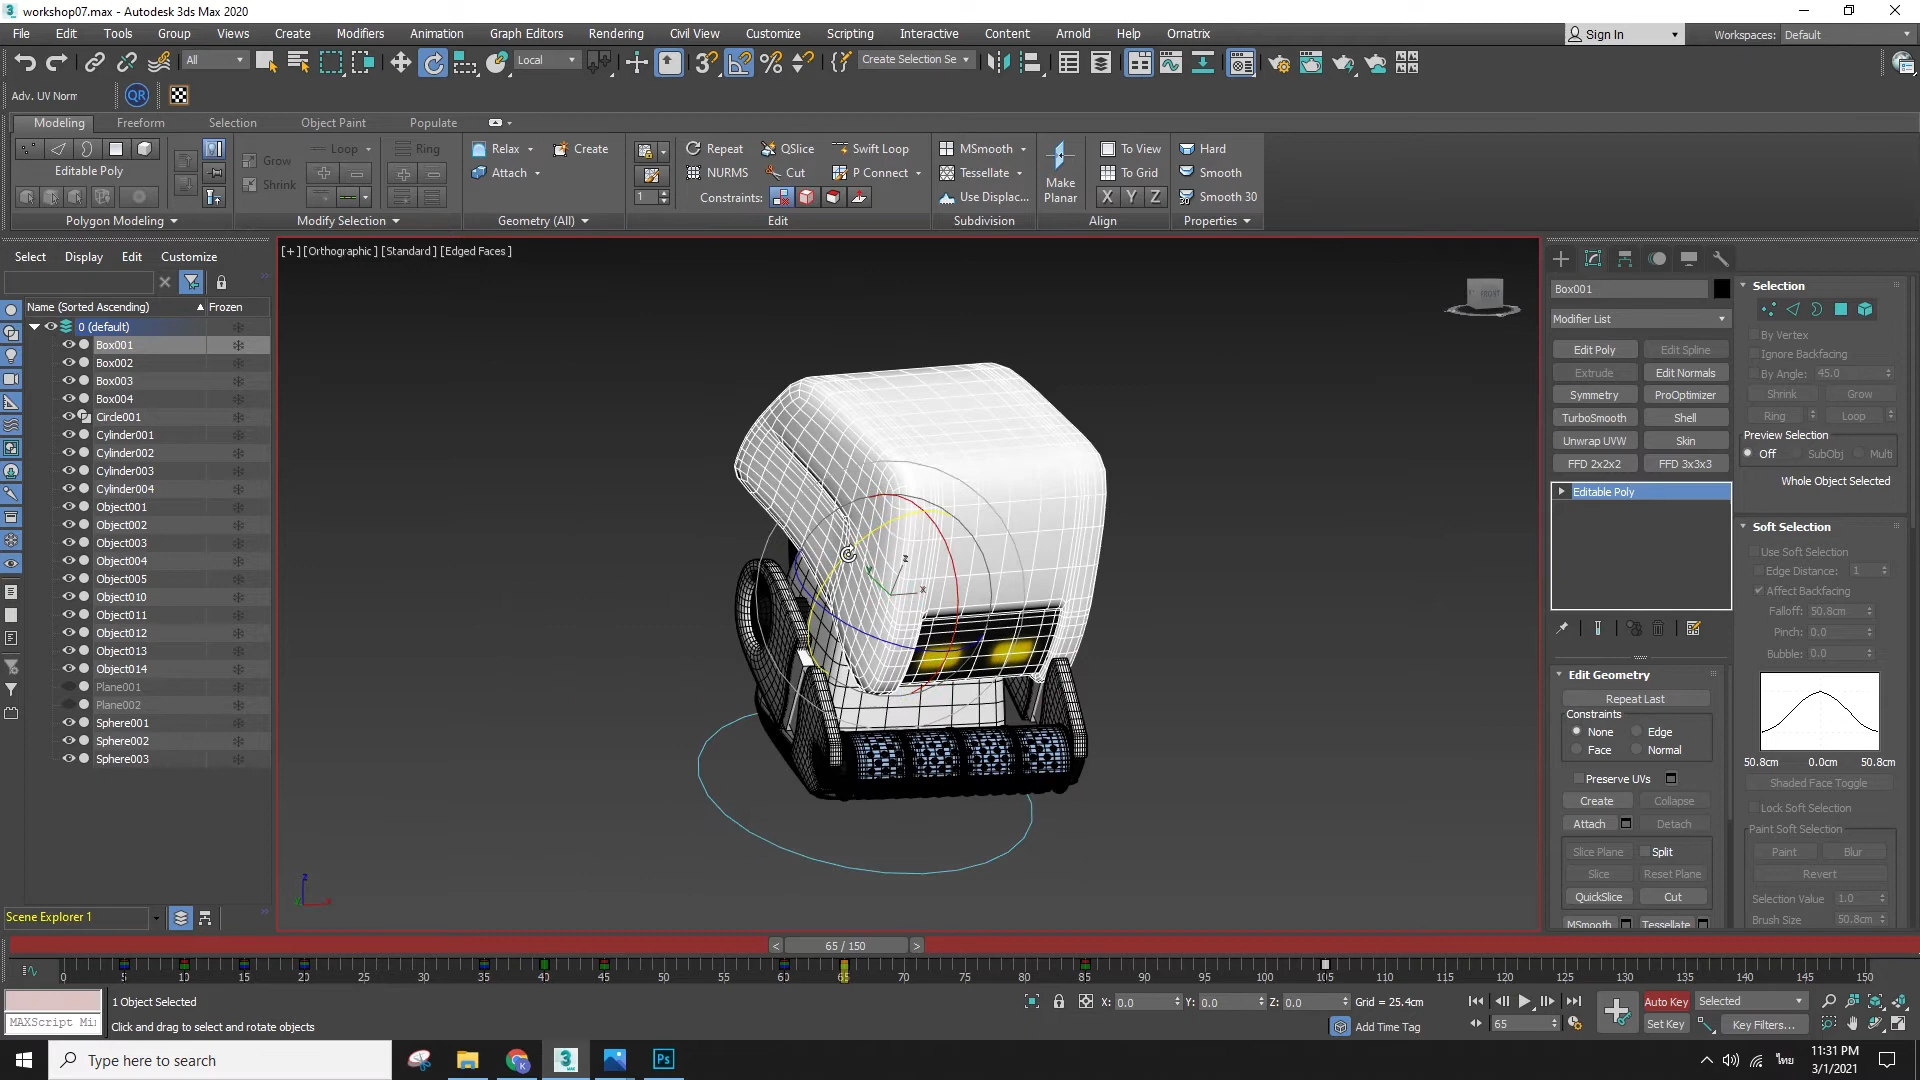 workshop07.max - Autodesk 3ds Max 2020
File Edit Tools Group Views Create Modifiers Animation Graph Editors Rendering Civil View Customize Scripting Interactive Content Arnold Help Ornatrix Sign In Workspaces: Default
All Local Create Selection Se
Adv. UV Norm
Modeling Freeform Selection Object Paint Populate
Loop Ring Relax Create Repeat QSlice Swift Loop MSmooth To View Hard
Grow
Editable Poly Shrink Attach NURMS Cut P Connect Tessellate Make Planar To Grid Smooth
1 Constraints: Use Displac... X Y Z Smooth 30
Polygon Modeling Modify Selection Geometry (All) Edit Subdivision Align Properties
Select Display Edit Customize
Name (Sorted Ascending) Frozen
0 (default)
Box001
Box002
Box003
Box004
Circle001
Cylinder001
Cylinder002
Cylinder003
Cylinder004
Object001
Object002
Object003
Object004
Object005
Object010
Object011
Object012
Object013
Object014
Plane001
Plane002
Sphere001
Sphere002
Sphere003
Scene Explorer 1
[+] [Orthographic] [Standard] [Edged Faces]
FRONT
z
x
y
z
x
Box001
Modifier List
Edit Poly Edit Spline
Extrude Edit Normals
Symmetry ProOptimizer
TurboSmooth Shell
Unwrap UVW Skin
FFD 2x2x2 FFD 3x3x3
Editable Poly
Edit Geometry
Repeat Last
Constraints
None Edge
Face Normal
Preserve UVs
Create Collapse
Attach Detach
Slice Plane Split
Slice Reset Plane
QuickSlice Cut
MSmooth Tessellate
Selection
By Vertex
Ignore Backfacing
By Angle: 45.0
Shrink Grow
Ring Loop
Preview Selection
Off SubObj Multi
Whole Object Selected
Soft Selection
Use Soft Selection
Edge Distance: 1
Affect Backfacing
Falloff: 50.8cm
Pinch: 0.0
Bubble: 0.0
50.8cm 0.0cm 50.8cm
Shaded Face Toggle
Lock Soft Selection
Paint Soft Selection
Paint Blur
Revert
Selection Value 1.0
Brush Size 50.8cm
< 65 / 150 >
0 5 10 15 20 25 30 35 40 45 50 55 60 65 70 75 80 85 90 95 100 105 110 115 120 125 130 135 140 145 150
1 Object Selected X: 0.0 Y: 0.0 Z: 0.0 Grid = 25.4cm Auto Key Selected
MAXScript Mi Click and drag to select and rotate objects Add Time Tag 65 Set Key Key Filters...
Type here to search K 3 MAX Ps ไทย 11:31 PM
3/1/2021